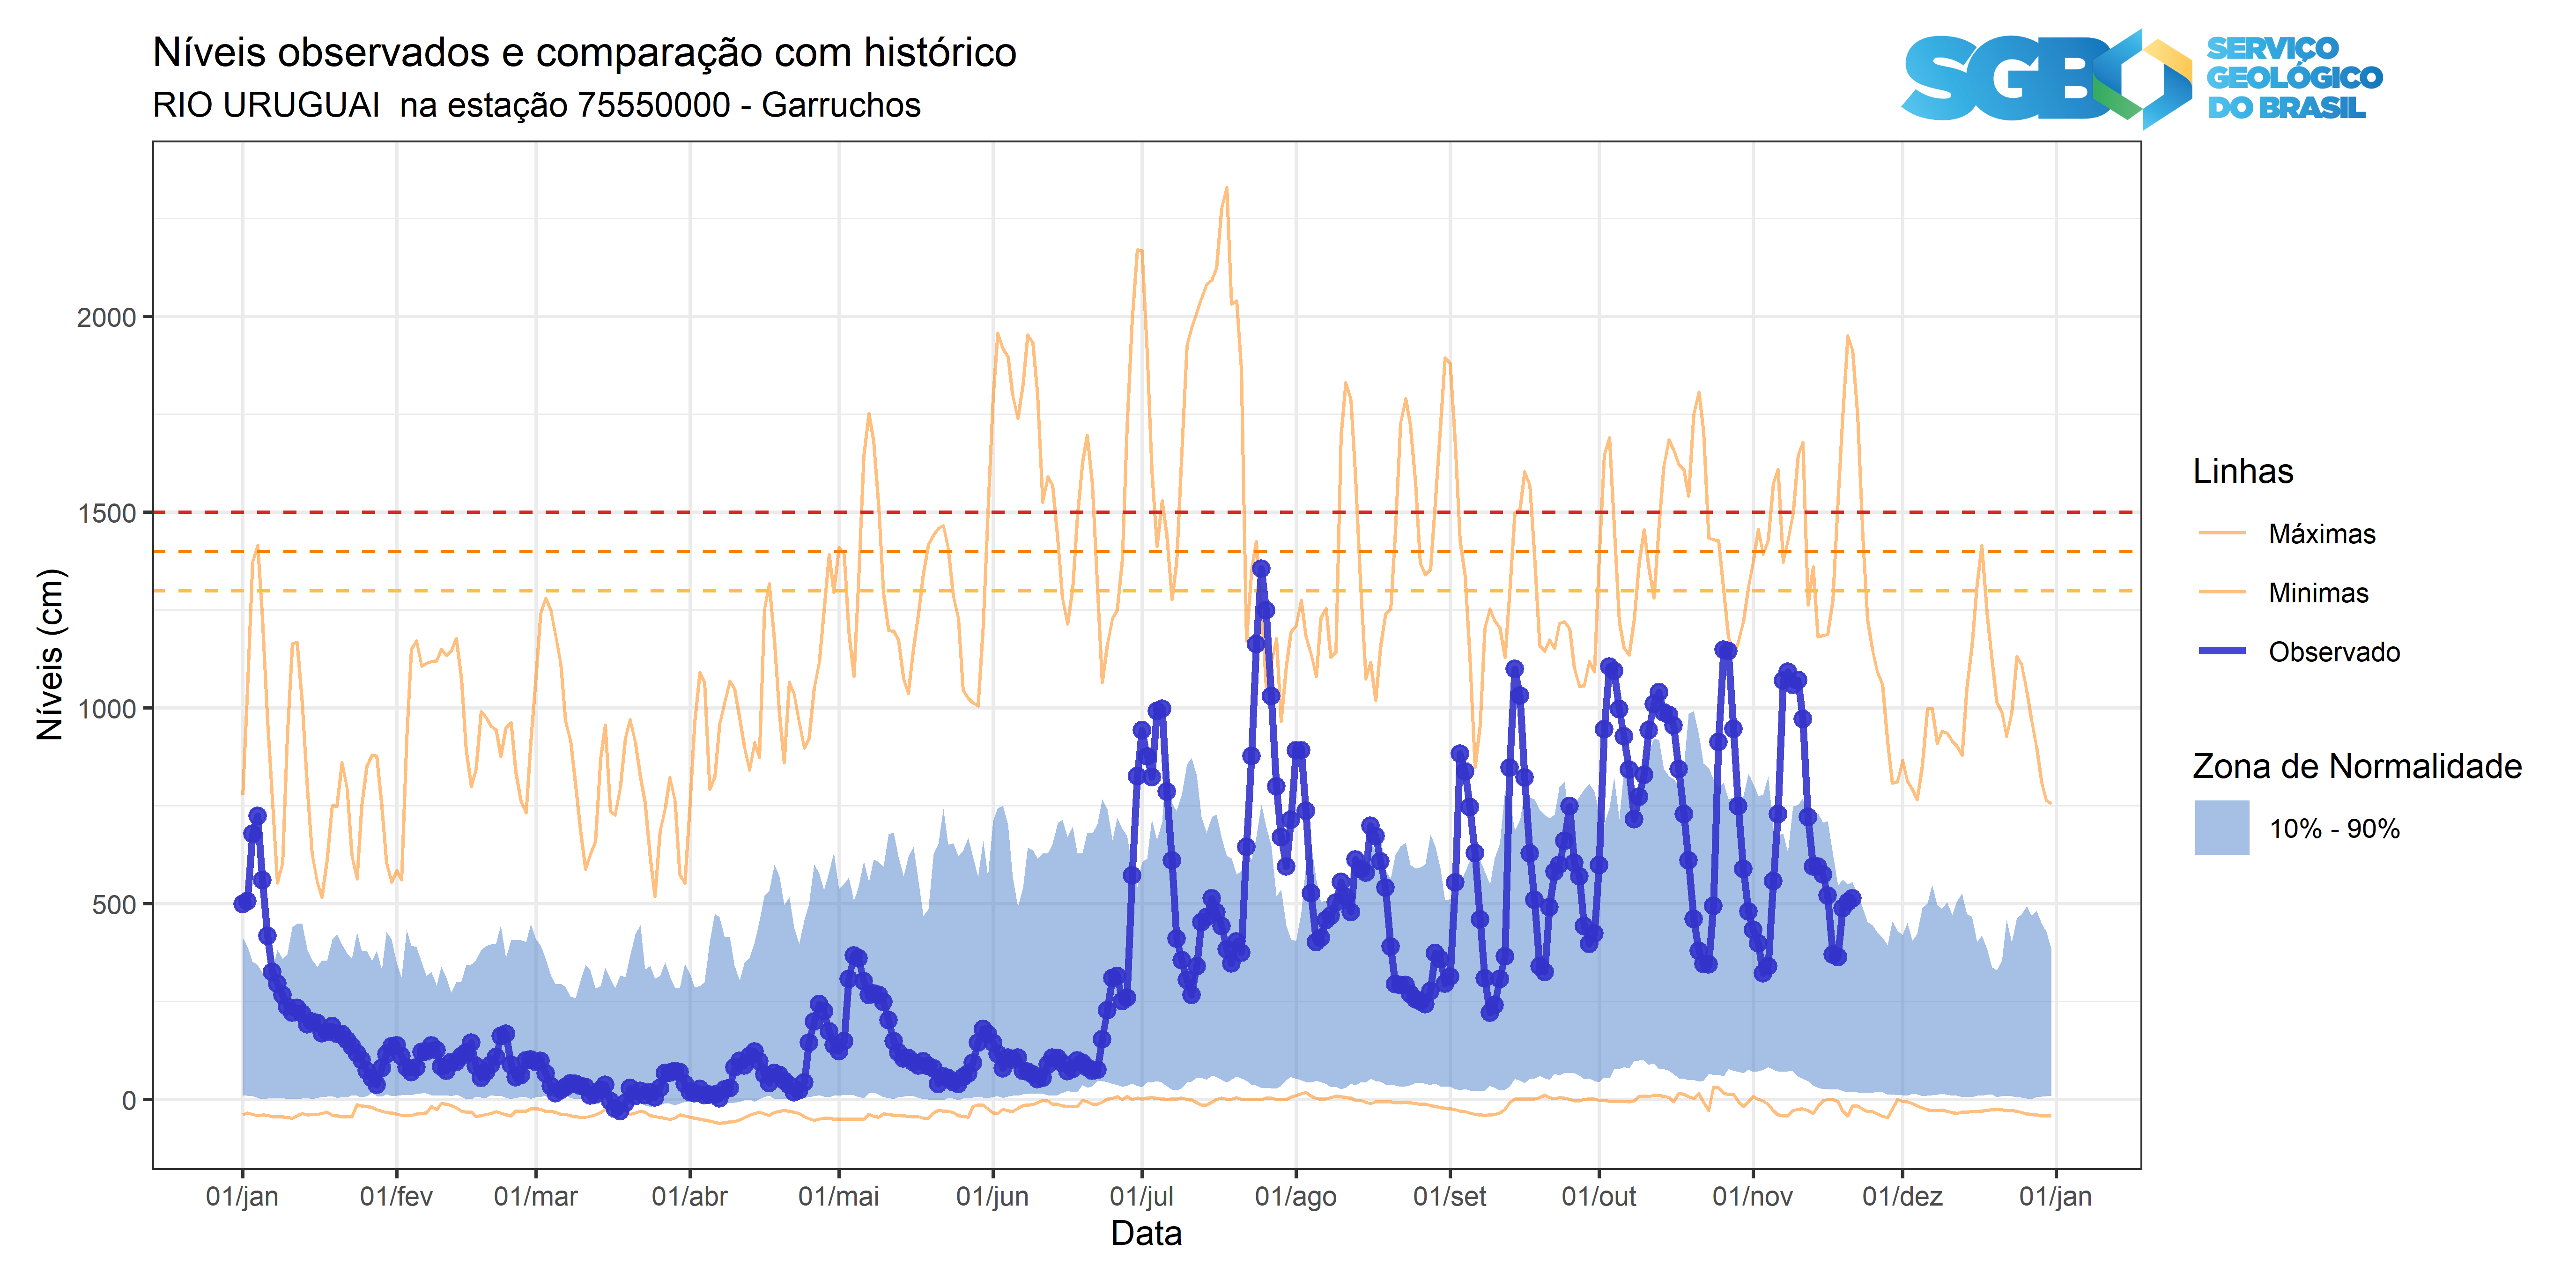 Níveis observados e comparação com histórico
RIO URUGUAI  na estação 75550000 - Garruchos
SGB
SERVIÇO
GEOLÓGICO
DO BRASIL
Níveis (cm)
2000
1500
1000
500
0
01/jan
01/fev
01/mar
01/abr
01/mai
01/jun
01/jul
01/ago
01/set
01/out
01/nov
01/dez
01/jan
Data
Linhas
Máximas
Minimas
Observado
Zona de Normalidade
10% - 90%